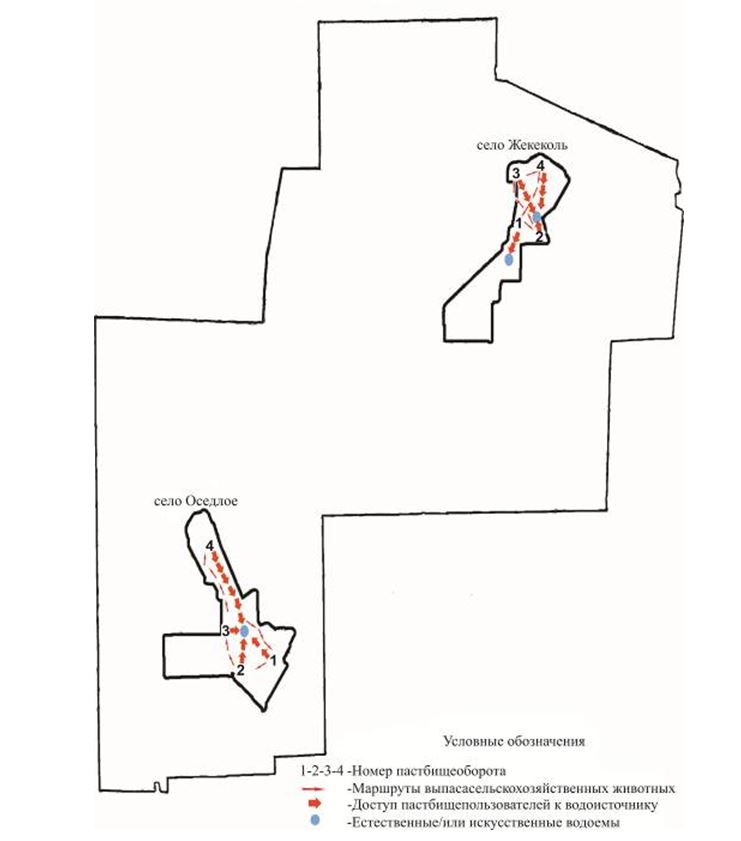 село Жекеколь
3 4
1
2
село Оседлое
4
3
2 1
Условные обозначения
1-2-3-4 -Номер пастбищеоборота
-Маршруты выпасасельскохозяйственных животных
-Доступ пастбищепользователей к водоисточнику
-Естественные/или искусственные водоемы